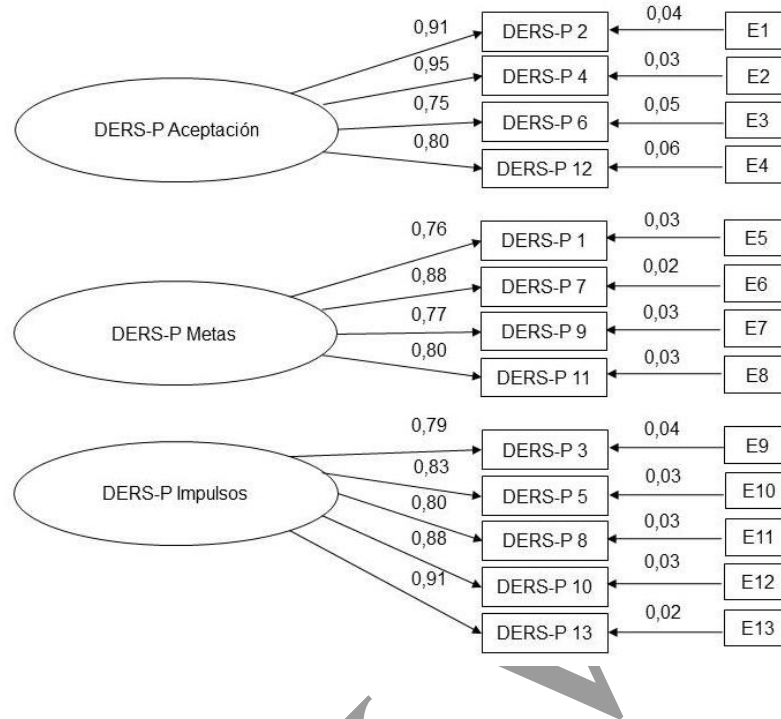 0,91 DERS-P 2 0,04 E1
0,95 DERS-P 4 0,03 E2
DERS-P Aceptación
0,75 DERS-P 6 0,05 E3
0,80 DERS-P 12 0,06 E4
0,76 DERS-P 1 0,03 E5
0,88 DERS-P 7 0,02 E6
DERS-P Metas
0,77 DERS-P 9 0,03 E7
0,80 DERS-P 11 0,03 E8
0,79 DERS-P 3 0,04 E9
0,83 DERS-P 5 0,03 E10
DERS-P Impulsos
0,80 DERS-P 8 0,03 E11
0,88 DERS-P 10 0,03 E12
0,91 DERS-P 13 0,02 E13